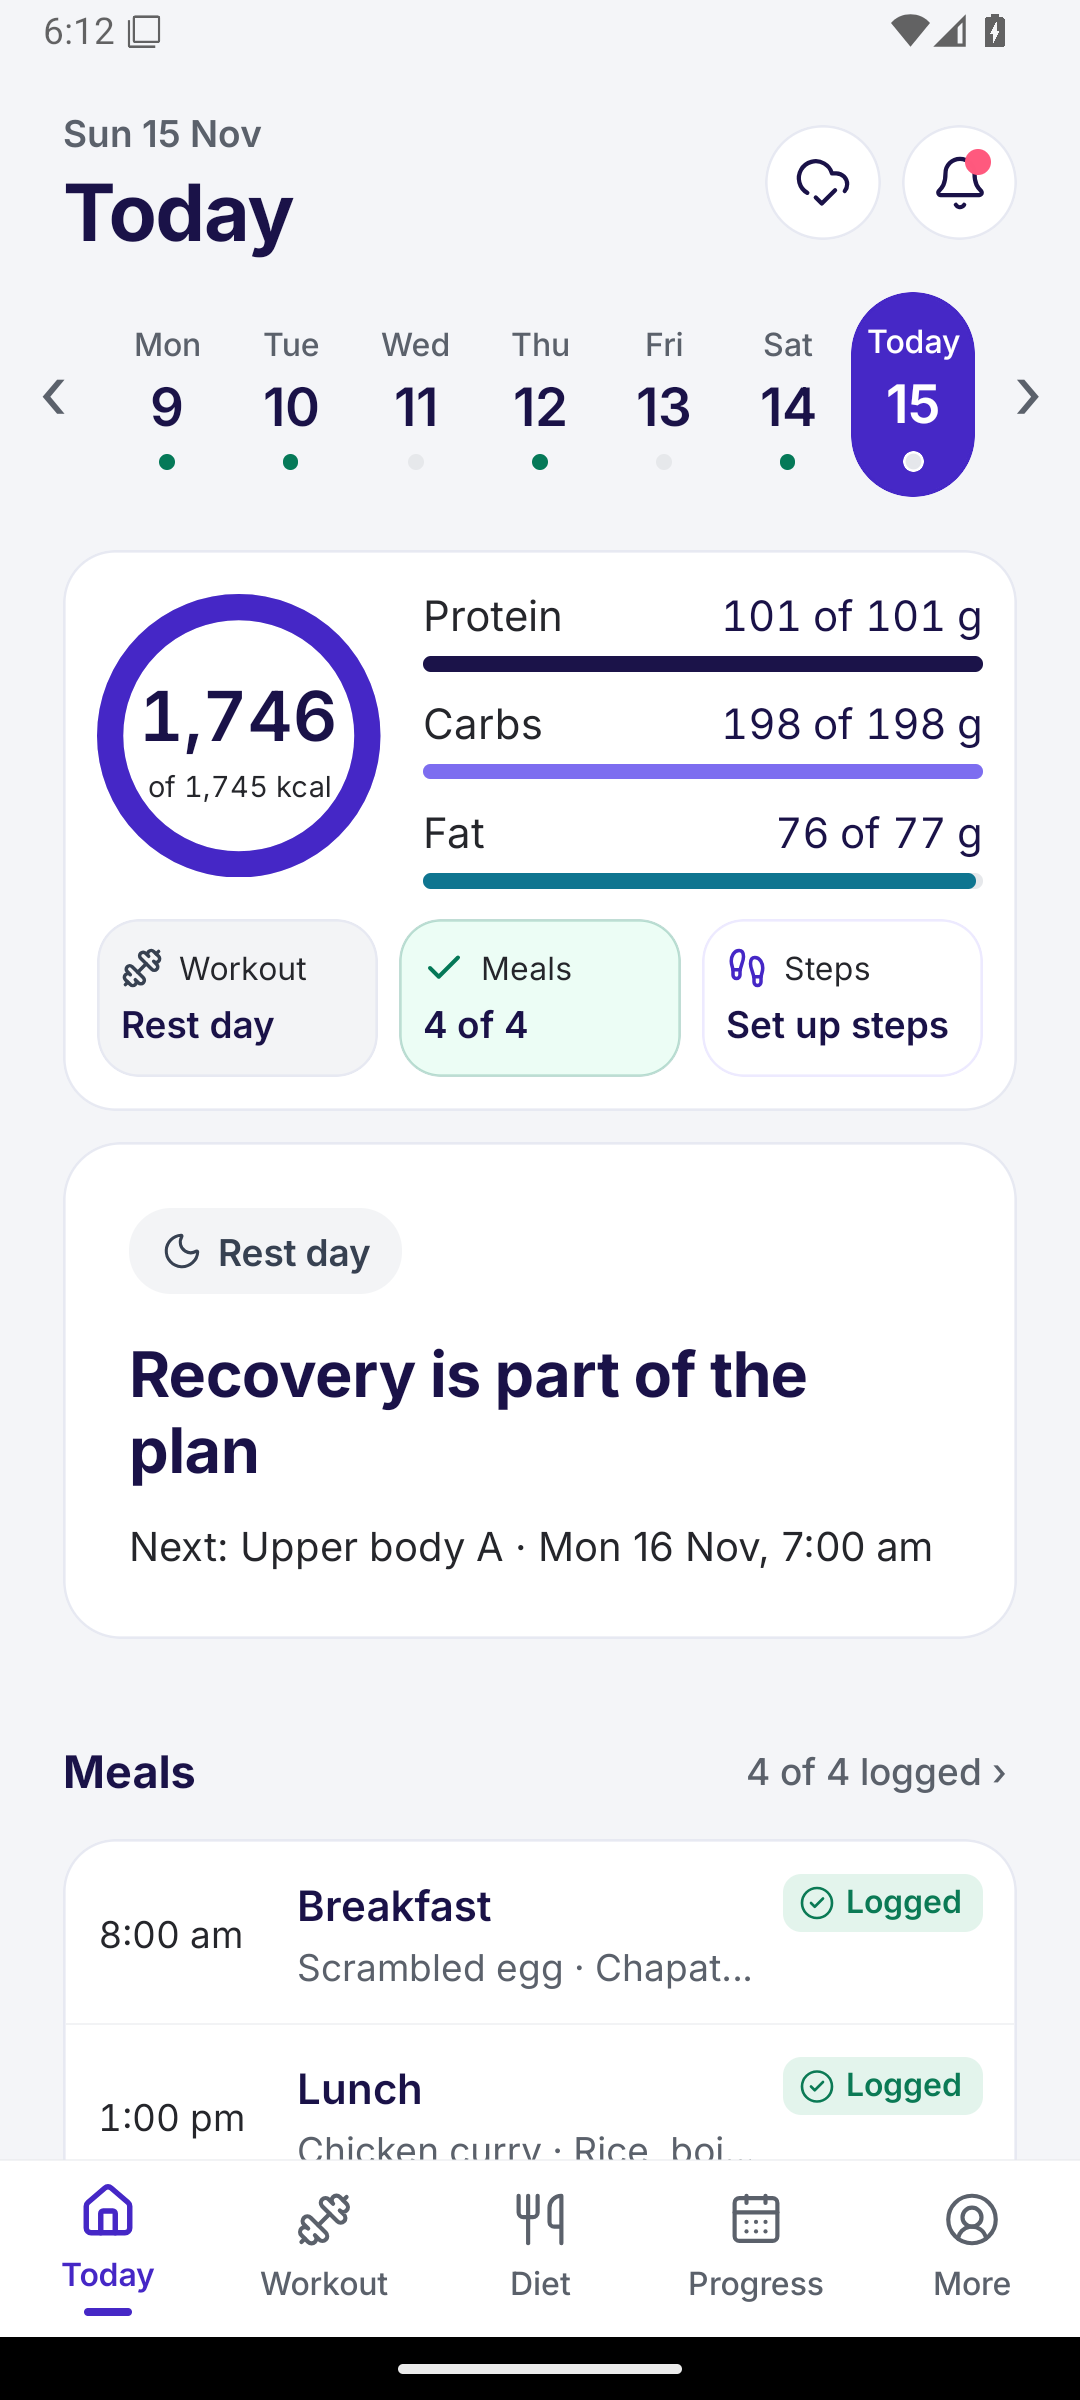 6:12
Sun 15 Nov
Today
Mon Tue Wed Thu Fri Sat Today
9 10 11 12 13 14 15
1,746
of 1,745 kcal
Protein 101 of 101 g
Carbs 198 of 198 g
Fat 76 of 77 g
Workout
Rest day
Meals
4 of 4
Steps
Set up steps
Rest day
Recovery is part of the
plan
Next: Upper body A · Mon 16 Nov, 7:00 am
Meals 4 of 4 logged ›
8:00 am
Breakfast
Scrambled egg · Chapat...
Logged
1:00 pm
Lunch
Chicken curry · Rice, boi...
Logged
Today Workout Diet Progress More